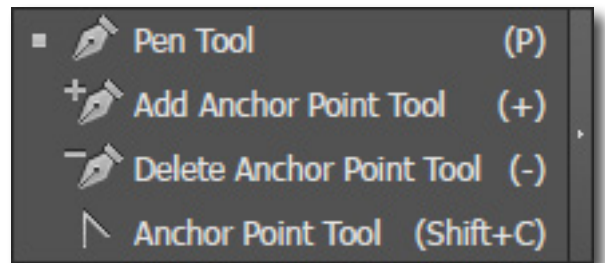 Pen Tool (P)
Add Anchor Point Tool (+)
Delete Anchor Point Tool (-)
Anchor Point Tool (Shift+C)